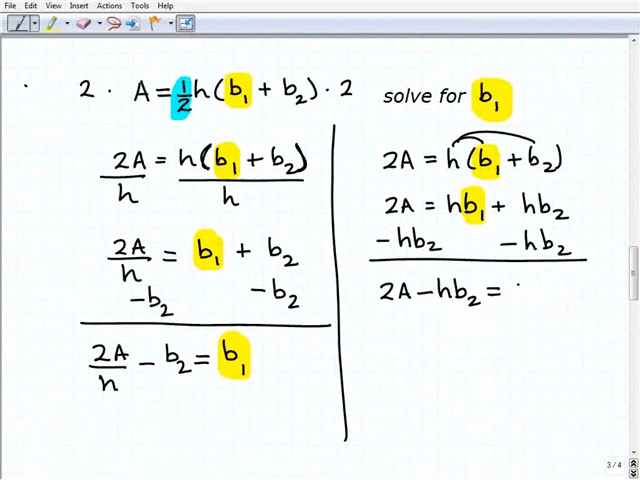 File Edit View Insert Actions Tools Help
2 · A = 1/2 h(b₁ + b₂) · 2 solve for b₁
2A/h = h(b₁ + b₂)/h
2A/h = b₁ + b₂
-b₂ -b₂
2A/h - b₂ = b₁
2A = h(b₁ + b₂)
2A = hb₁ + hb₂
-hb₂ -hb₂
2A - hb₂ =
3 / 4